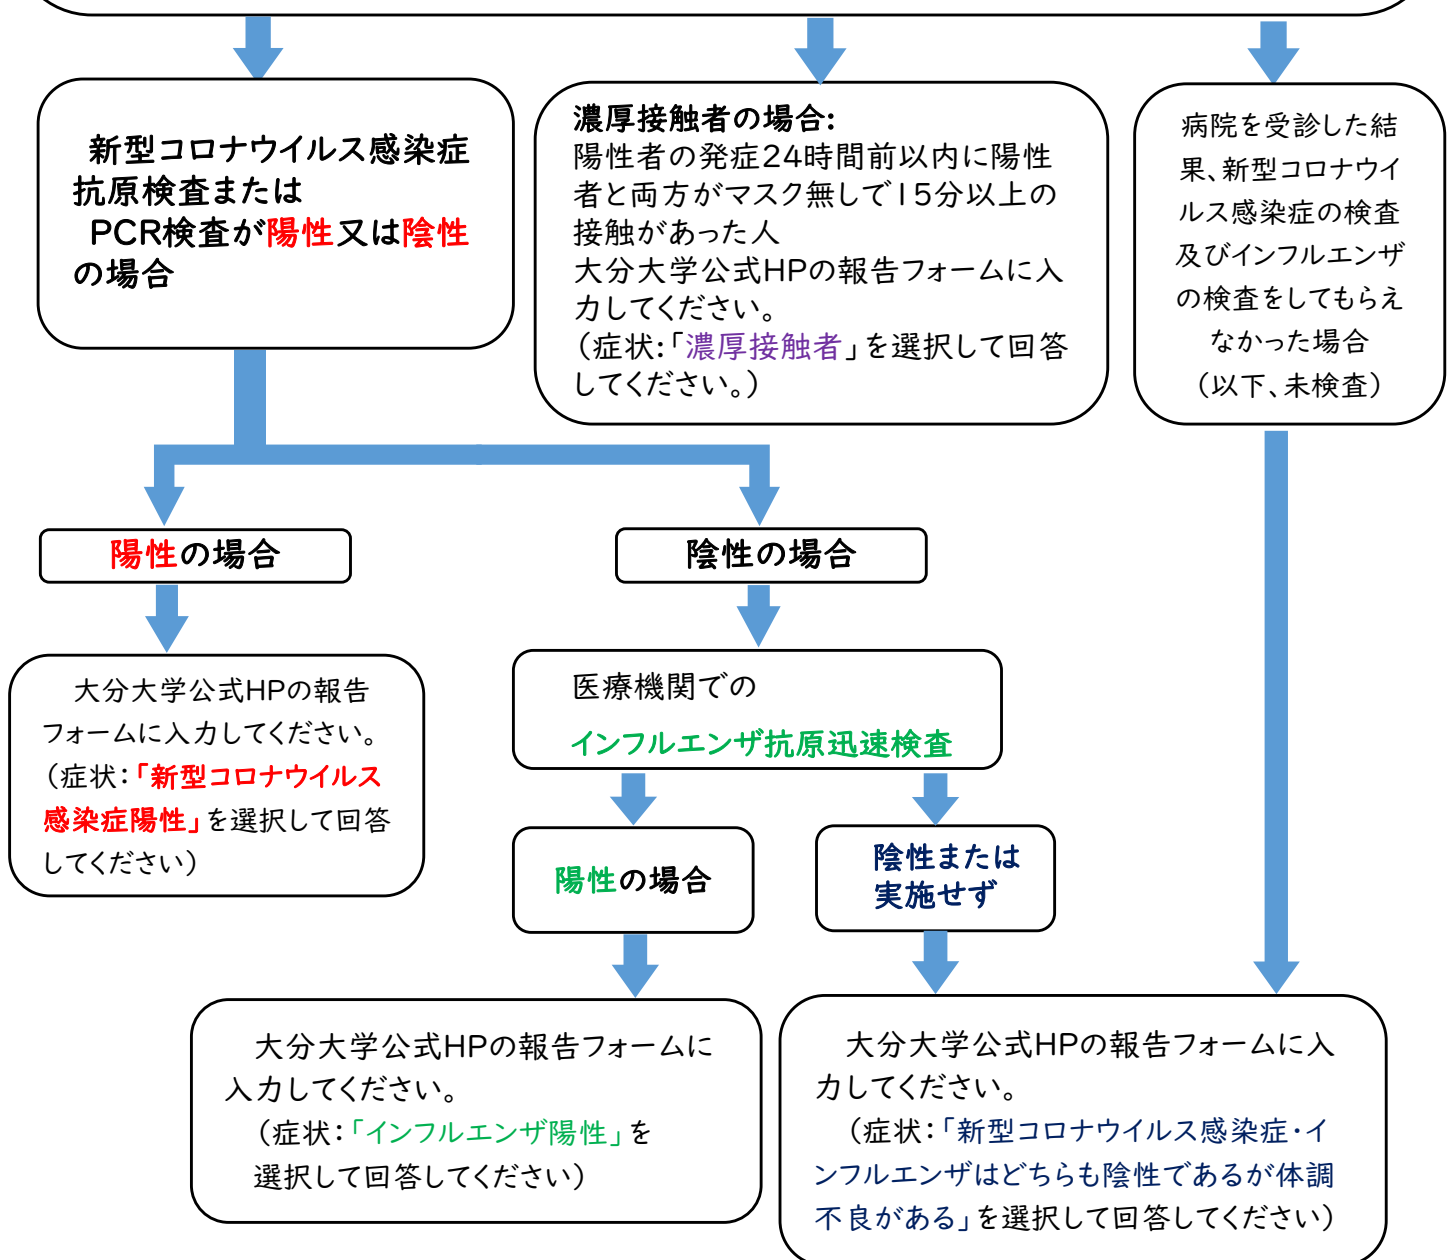 新型コロナウイルス感染症
抗原検査または
PCR検査が陽性又は陰性
の場合
濃厚接触者の場合:
陽性者の発症24時間前以内に陽性
者と両方がマスク無しで15分以上の
接触があった人
大分大学公式HPの報告フォームに入
力してください。
(症状:「濃厚接触者」を選択して回答
してください。)
病院を受診した結
果、新型コロナウイ
ルス感染症の検査
及びインフルエンザ
の検査をしてもらえ
なかった場合
(以下、未検査)
陽性の場合
陰性の場合
大分大学公式HPの報告
フォームに入力してください。
(症状:「新型コロナウイルス
感染症陽性」を選択して回答
してください)
医療機関での
インフルエンザ抗原迅速検査
陽性の場合
陰性または
実施せず
大分大学公式HPの報告フォームに
入力してください。
(症状:「インフルエンザ陽性」を
選択して回答してください)
大分大学公式HPの報告フォームに入
力してください。
(症状:「新型コロナウイルス感染症・イ
ンフルエンザはどちらも陰性であるが体調
不良がある」を選択して回答してください)